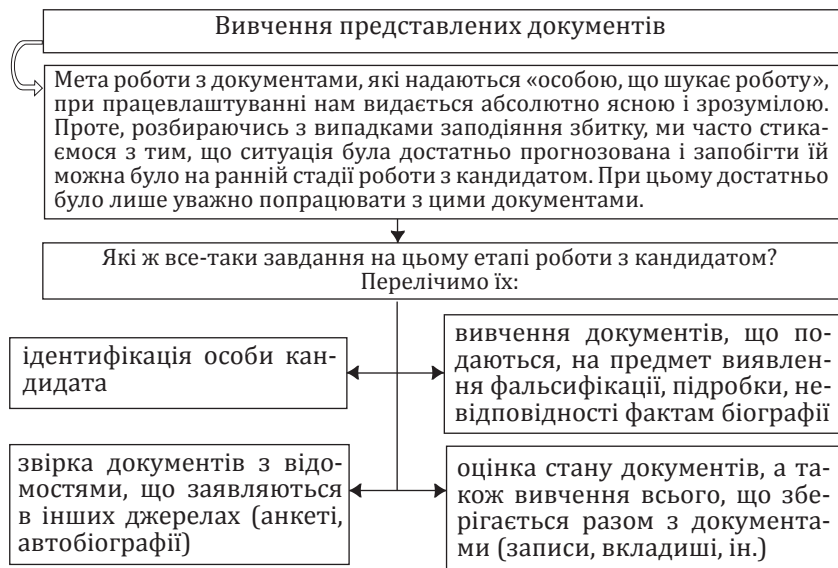 Вивчення представлених документів
Мета роботи з документами, які надаються «особою, що шукає роботу»,
при працевлаштуванні нам видається абсолютно ясною і зрозумілою.
Проте, розбираючись з випадками заподіяння збитку, ми часто стика-
ємося з тим, що ситуація була достатньо прогнозована і запобігти їй
можна було на ранній стадії роботи з кандидатом. При цьому достатньо
було лише уважно попрацювати з цими документами.
Які ж все-таки завдання на цьому етапі роботи з кандидатом?
Перелічимо їх:
ідентифікація особи кан-
дидата
вивчення документів, що по-
даються, на предмет виявлен-
ня фальсифікації, підробки, не-
відповідності фактам біографії
звірка документів з відо-
мостями, що заявляються
в інших джерелах (анкеті,
автобіографії)
оцінка стану документів, а та-
кож вивчення всього, що збе-
рігається разом з документа-
ми (записи, вкладиші, ін.)